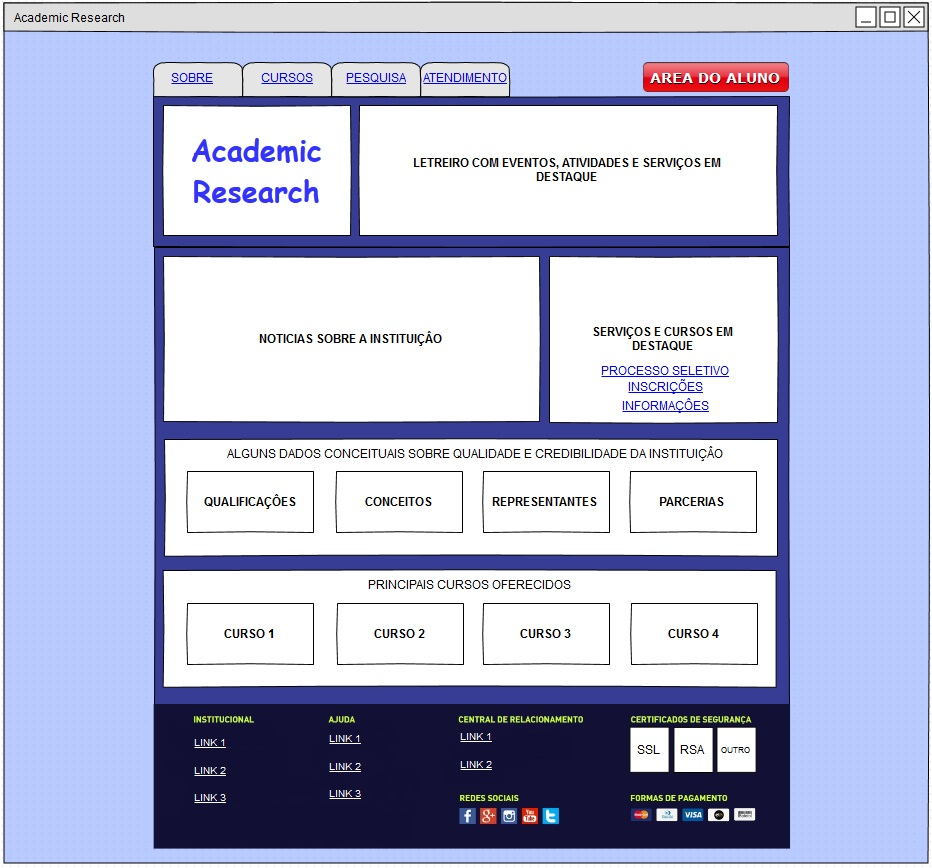 Academic Research
SOBRE
CURSOS
PESQUISA
ATENDIMENTO
AREA DO ALUNO
Academic
Research
LETREIRO COM EVENTOS, ATIVIDADES E SERVIÇOS EM
DESTAQUE
NOTICIAS SOBRE A INSTITUIÇÂO
SERVIÇOS E CURSOS EM
DESTAQUE
PROCESSO SELETIVO
INSCRIÇÕES
INFORMAÇÔES
ALGUNS DADOS CONCEITUAIS SOBRE QUALIDADE E CREDIBILIDADE DA INSTITUIÇÂO
QUALIFICAÇÔES
CONCEITOS
REPRESENTANTES
PARCERIAS
PRINCIPAIS CURSOS OFERECIDOS
CURSO 1
CURSO 2
CURSO 3
CURSO 4
INSTITUCIONAL
LINK 1
LINK 2
LINK 3
AJUDA
LINK 1
LINK 2
LINK 3
CENTRAL DE RELACIONAMENTO
LINK 1
LINK 2
REDES SOCIAIS
CERTIFICADOS DE SEGURANÇA
SSL
RSA
OUTRO
FORMAS DE PAGAMENTO
VISA